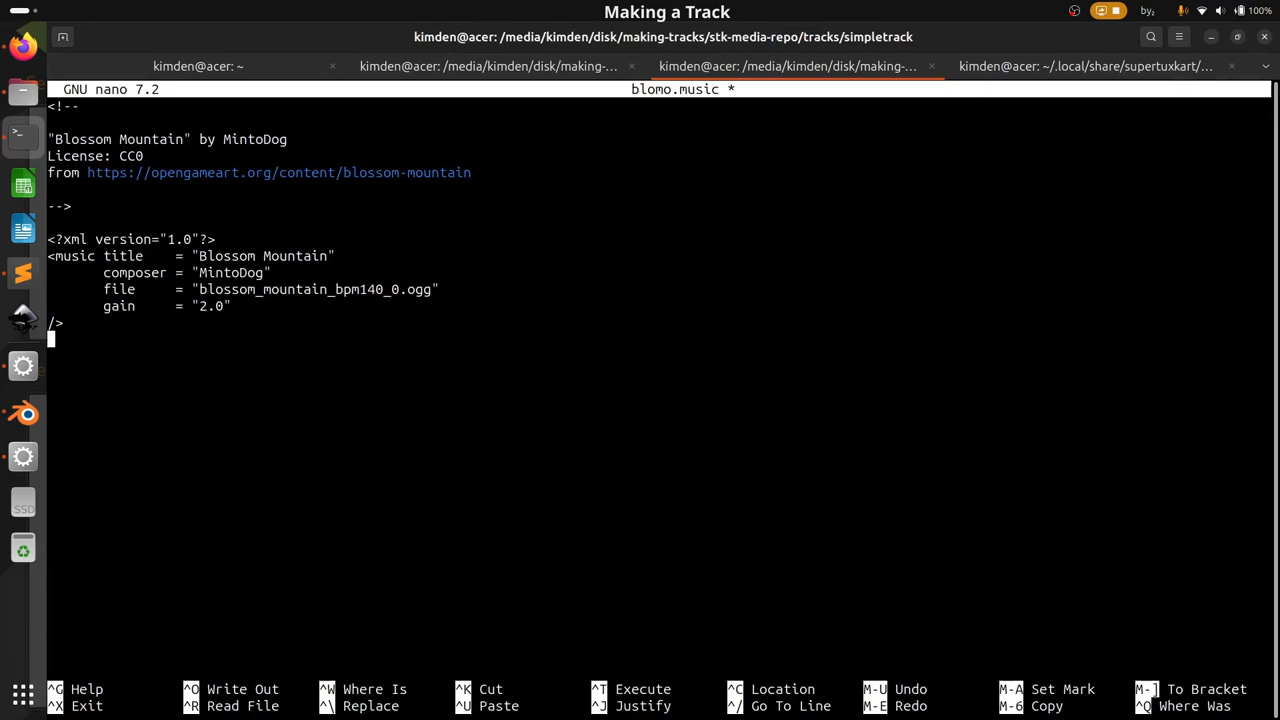 Making a Track
by₂
100%
kimden@acer: /media/kimden/disk/making-tracks/stk-media-repo/tracks/simpletrack
kimden@acer: ~ × kimden@acer: /media/kimden/disk/making-... × kimden@acer: /media/kimden/disk/making-... × kimden@acer: ~/.local/share/supertuxkart/... ×
GNU nano 7.2 blomo.music *
<!--
"Blossom Mountain" by MintoDog
License: CC0
from https://opengameart.org/content/blossom-mountain
-->
<?xml version="1.0"?>
<music title    = "Blossom Mountain"
       composer = "MintoDog"
       file     = "blossom_mountain_bpm140_0.ogg"
       gain     = "2.0"
/>
SSD
^G Help ^O Write Out ^W Where Is ^K Cut ^T Execute ^C Location M-U Undo M-A Set Mark M-] To Bracket
^X Exit ^R Read File ^\ Replace ^U Paste ^J Justify ^/ Go To Line M-E Redo M-6 Copy ^Q Where Was